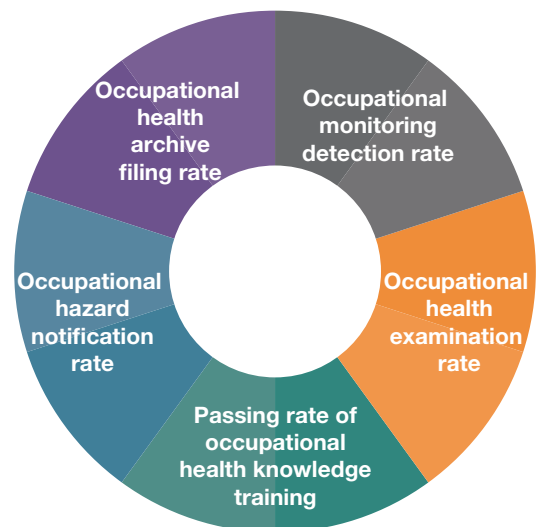 Occupational
health
archive
filing rate
Occupational
monitoring
detection rate
Occupational
hazard
notification
rate
Occupational
health
examination
rate
Passing rate of
occupational
health knowledge
training